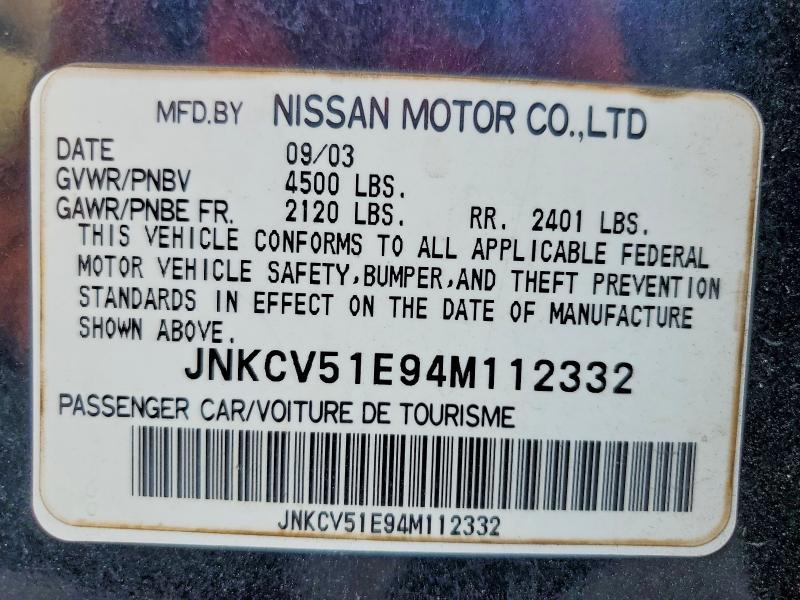 MFD.BY NISSAN MOTOR CO.,LTD
DATE 09/03
GVWR/PNBV 4500 LBS.
GAWR/PNBE FR. 2120 LBS. RR. 2401 LBS.
THIS VEHICLE CONFORMS TO ALL APPLICABLE FEDERAL
MOTOR VEHICLE SAFETY,BUMPER,AND THEFT PREVENTION
STANDARDS IN EFFECT ON THE DATE OF MANUFACTURE
SHOWN ABOVE.
JNKCV51E94M112332
PASSENGER CAR/VOITURE DE TOURISME
JNKCV51E94M112332